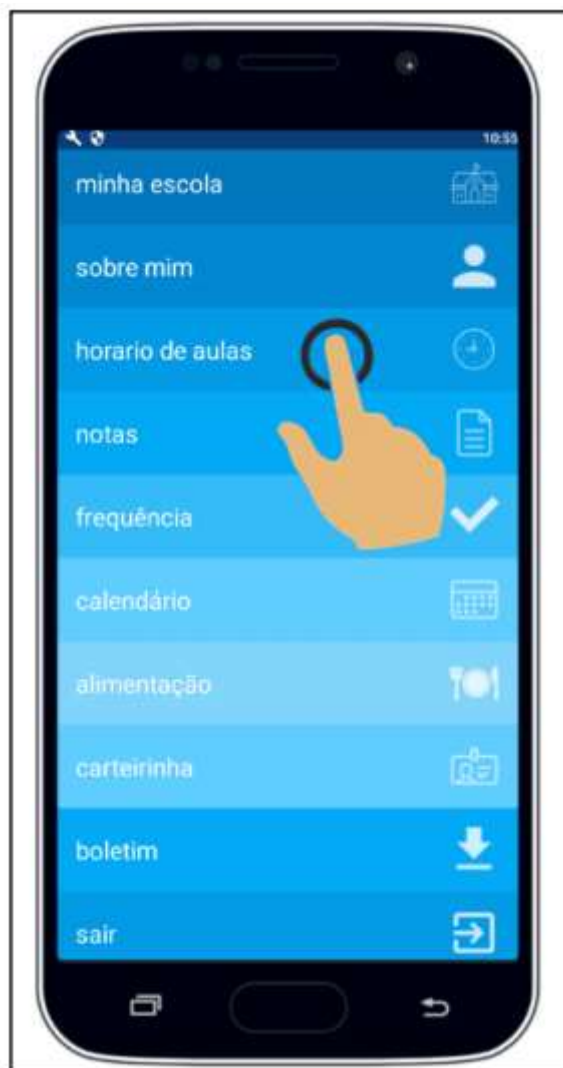 10:55
minha escola
sobre mim
horario de aulas
notas
frequência
calendário
alimentação
carteirinha
boletim
sair